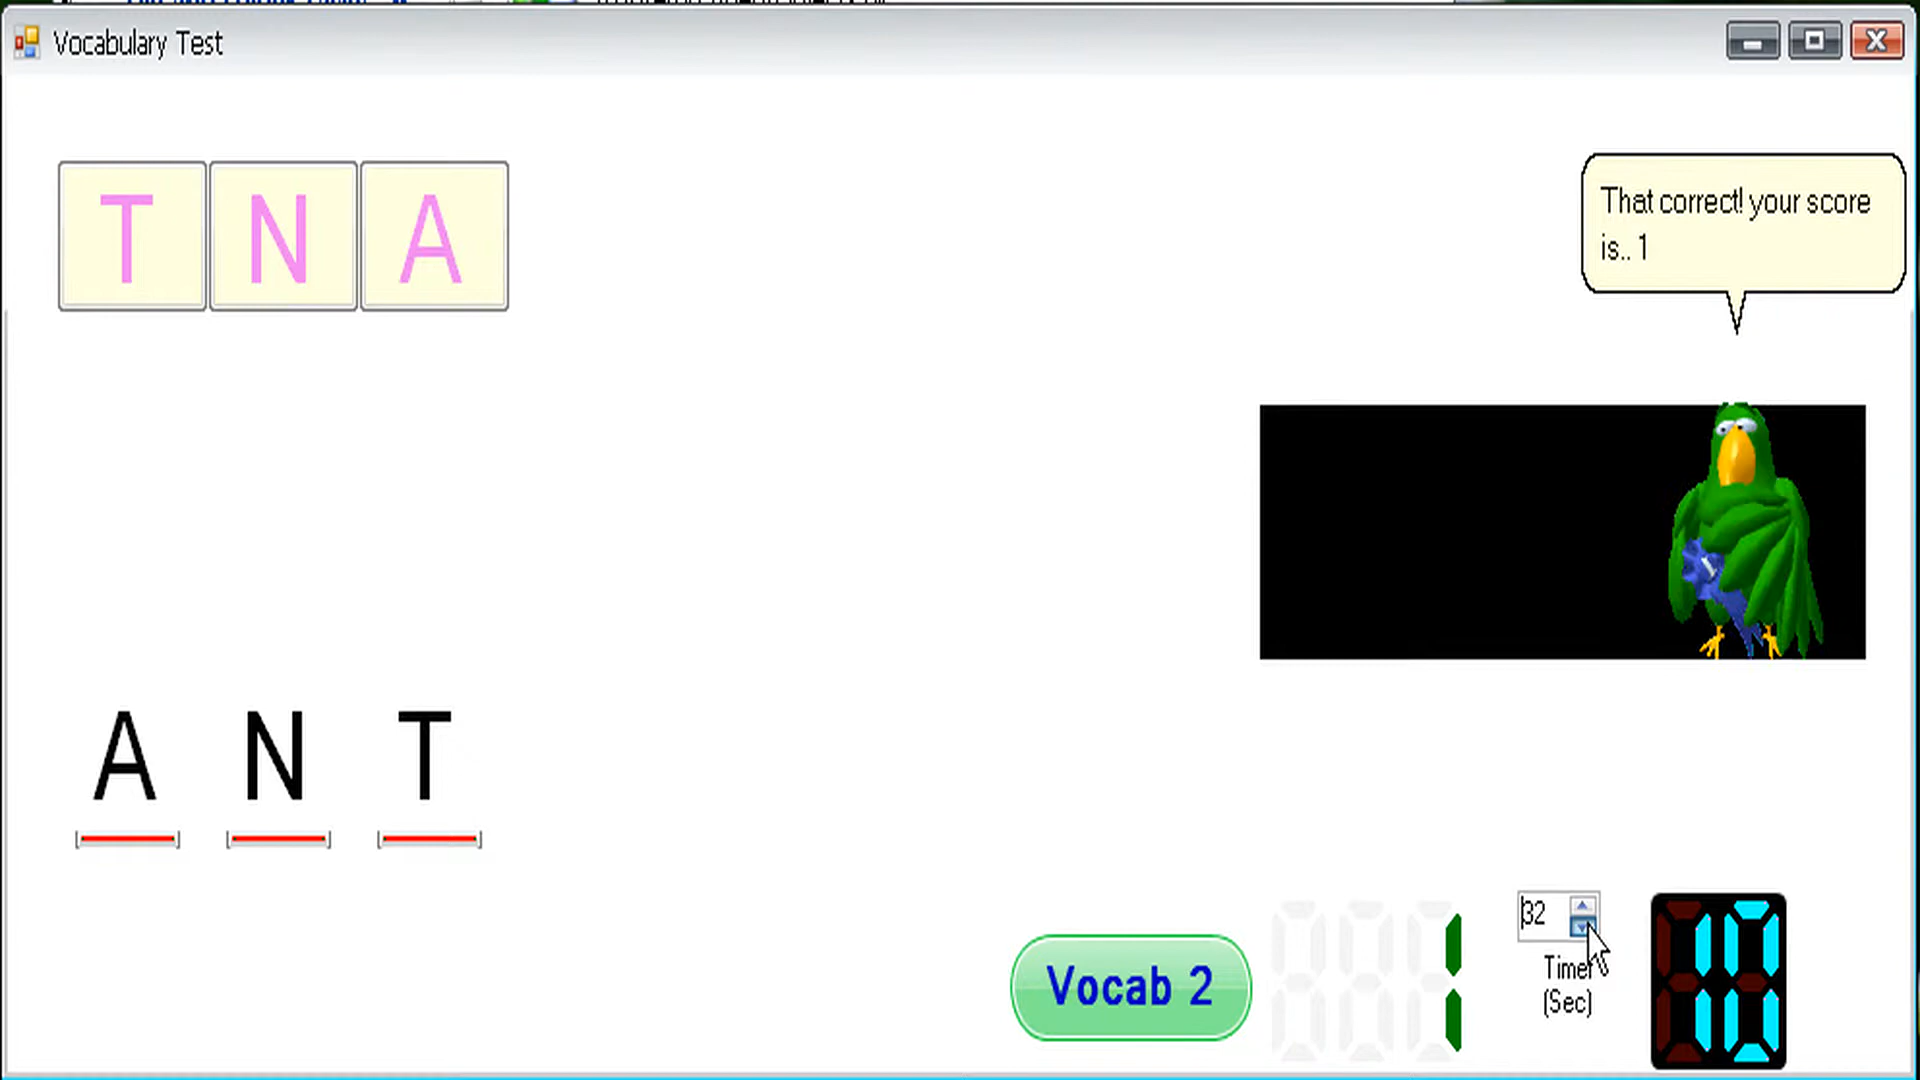 Vocabulary Test
T N A
That correct! your score
is.. 1
A N T
Vocab 2
1
32
Timer
(Sec)
10